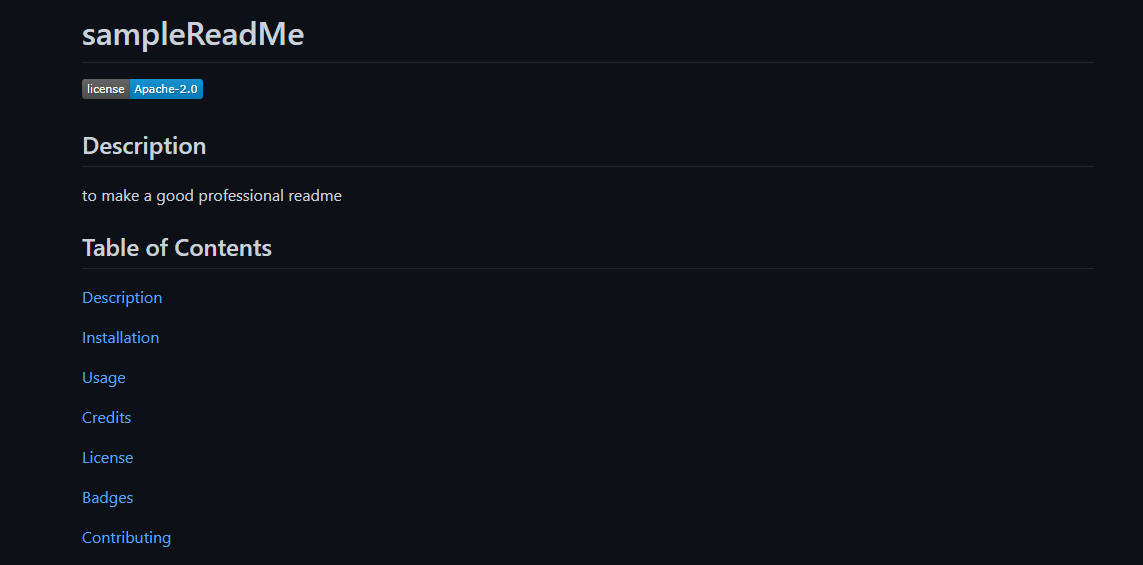 sampleReadMe
license Apache-2.0
Description
to make a good professional readme
Table of Contents
Description
Installation
Usage
Credits
License
Badges
Contributing